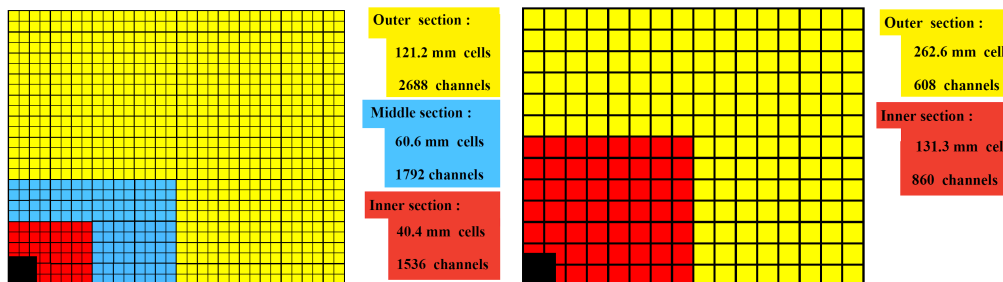 Outer section :
121.2 mm cells
2688 channels
Middle section :
60.6 mm cells
1792 channels
Inner section :
40.4 mm cells
1536 channels
Outer section :
262.6 mm cell
608 channels
Inner section :
131.3 mm cell
860 channels